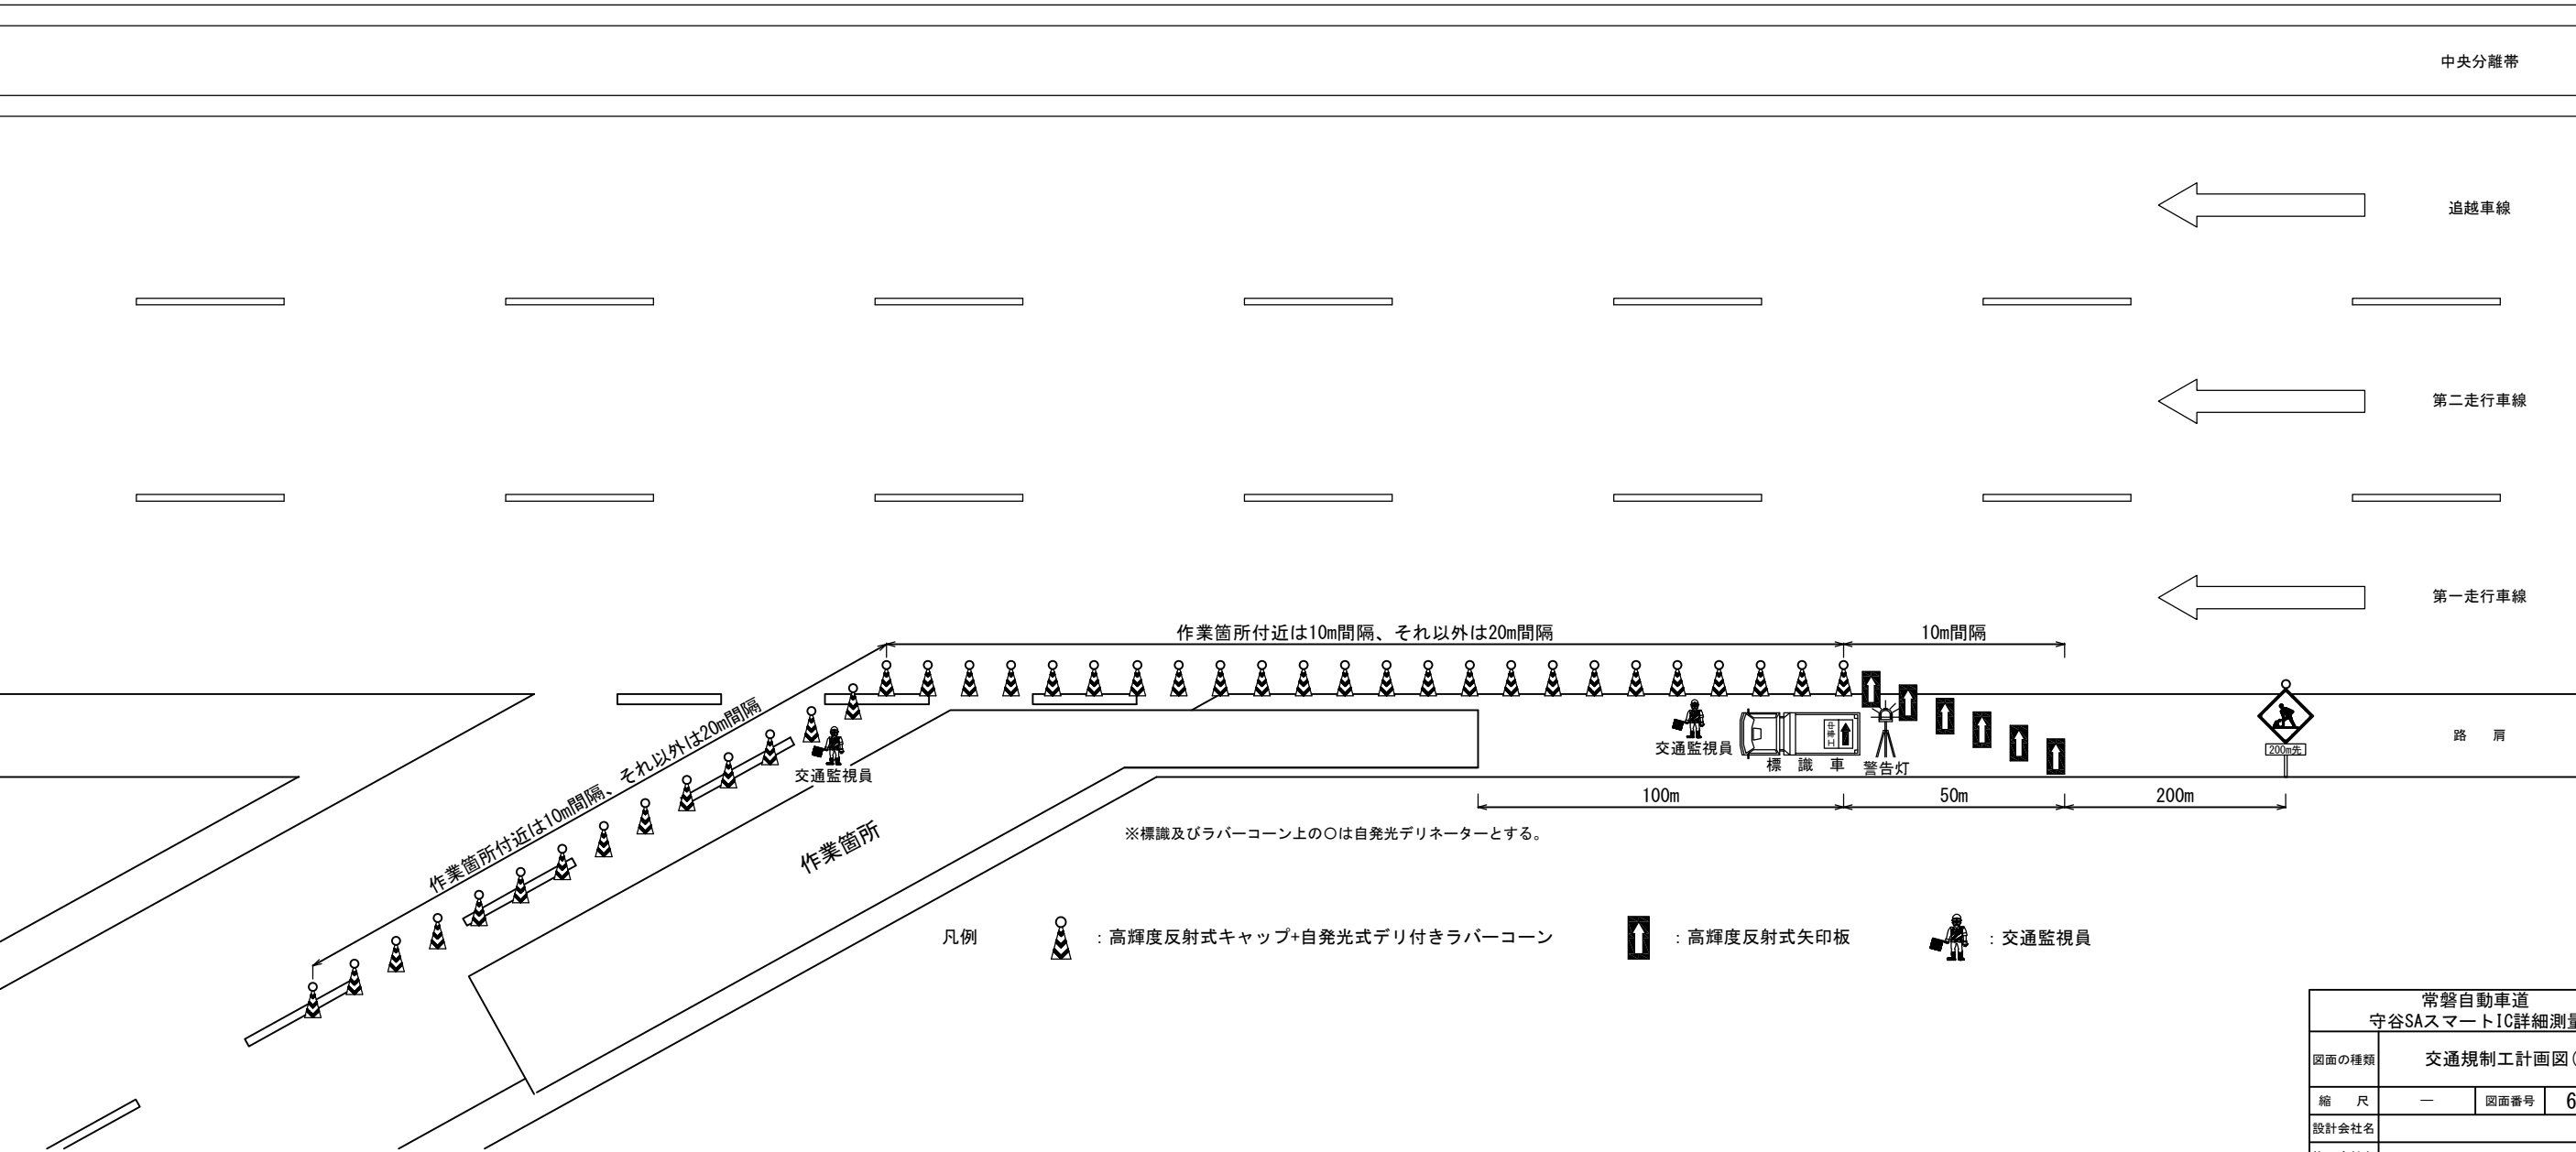 中央分離帯
追越車線
第二走行車線
第一走行車線
作業箇所付近は10m間隔、それ以外は20m間隔
10m間隔
作業箇所付近は10m間隔、それ以外は20m間隔
交通監視員
交通監視員
標 識 車
警告灯
200m先
路 肩
100m
50m
200m
※標識及びラバーコーン上の○は自発光デリネーターとする。
作業箇所
凡例
：高輝度反射式キャップ+自発光式デリ付きラバーコーン
：高輝度反射式矢印板
：交通監視員
常磐自動車道
守谷SAスマートIC詳細測量
図面の種類
交通規制工計画図(
縮 尺
―
図面番号
6
設計会社名